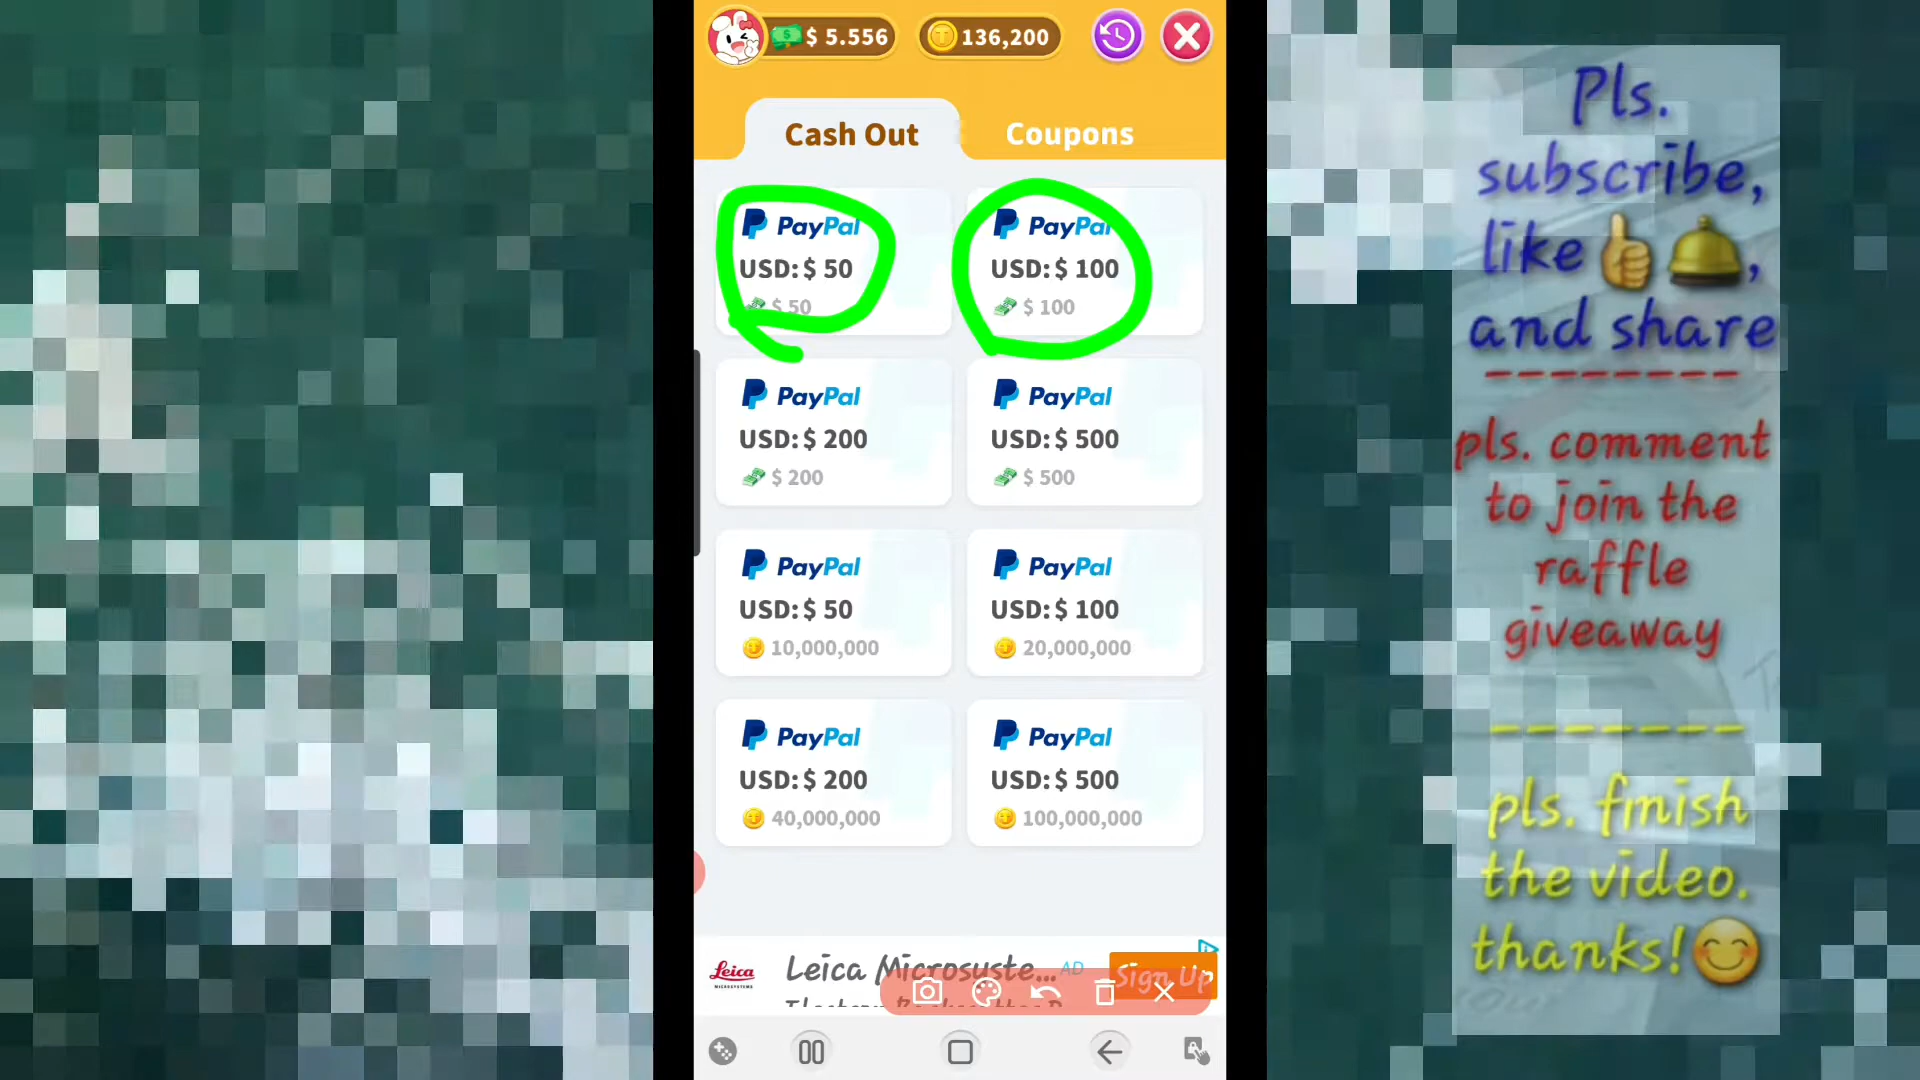 $ 5.556
136,200
Cash Out
Coupons
PayPal
USD: $ 50
$ 50
PayPal
USD: $ 100
$ 100
PayPal
USD: $ 200
$ 200
PayPal
USD: $ 500
$ 500
PayPal
USD: $ 50
10,000,000
PayPal
USD: $ 100
20,000,000
PayPal
USD: $ 200
40,000,000
PayPal
USD: $ 500
100,000,000
Leica
MICROSYSTEMS
Leica Microsyste...
AD
Sign Up
Pls.
subscribe,
like👍🛎,
and share
--------
pls. comment
to join the
raffle
giveaway
-------
pls. finish
the video.
thanks!😊